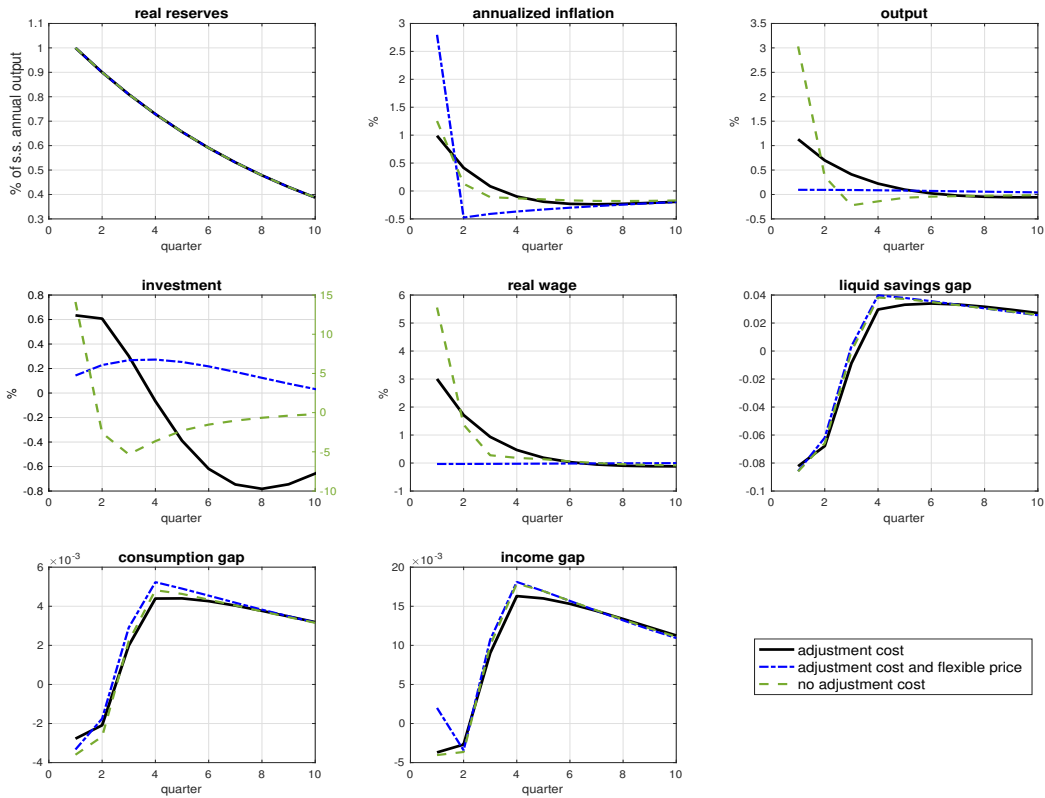 real reserves
1.1
1
0.9
0.8
0.7
0.6
0.5
0.4
0.3
% of s.s. annual output
0 2 4 6 8 10
quarter
annualized inflation
3
2.5
2
1.5
1
0.5
0
-0.5
%
0 2 4 6 8 10
quarter
output
3.5
3
2.5
2
1.5
1
0.5
0
-0.5
%
0 2 4 6 8 10
quarter
investment
0.8
0.6
0.4
0.2
0
-0.2
-0.4
-0.6
-0.8
%
15
10
5
0
-5
-10
0 2 4 6 8 10
quarter
real wage
6
5
4
3
2
1
0
-1
%
0 2 4 6 8 10
quarter
liquid savings gap
0.04
0.02
0
-0.02
-0.04
-0.06
-0.08
-0.1
0 2 4 6 8 10
quarter
consumption gap
×10-3
6
4
2
0
-2
-4
0 2 4 6 8 10
quarter
income gap
×10-3
20
15
10
5
0
-5
0 2 4 6 8 10
quarter
adjustment cost
adjustment cost and flexible price
no adjustment cost